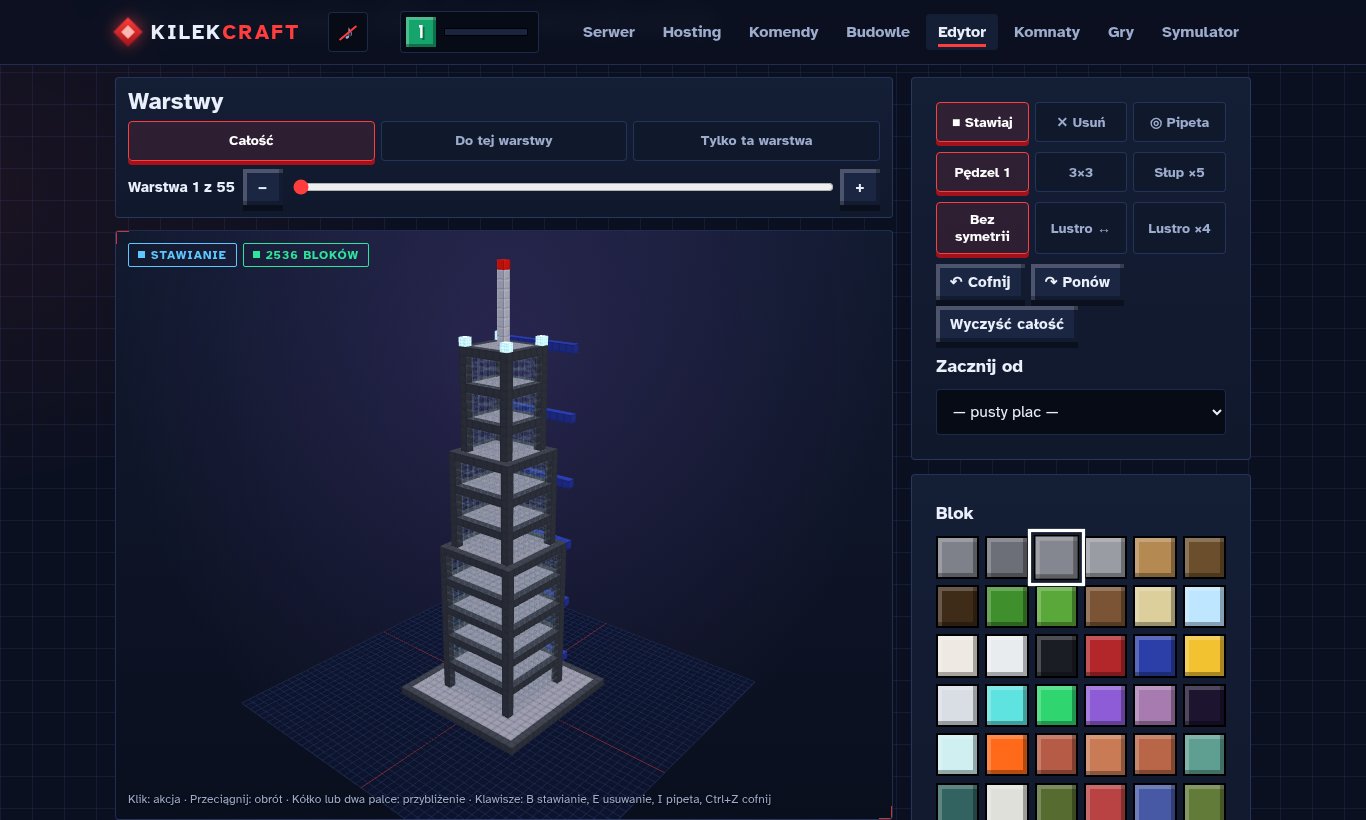 KILEKCRAFT
♪
I
Serwer
Hosting
Komendy
Budowle
Edytor
Komnaty
Gry
Symulator
Warstwy
Całość
Do tej warstwy
Tylko ta warstwa
Warstwa 1 z 55
−
+
STAWIANIE
2536 BLOKÓW
Klik: akcja · Przeciągnij: obrót · Kółko lub dwa palce: przybliżenie · Klawisze: B stawianie, E usuwanie, I pipeta, Ctrl+Z cofnij
■ Stawiaj
✕ Usuń
◎ Pipeta
Pędzel 1
3×3
Słup ×5
Bez
symetrii
Lustro ↔
Lustro ×4
↶ Cofnij
↷ Ponów
Wyczyść całość
Zacznij od
— pusty plac —
Blok